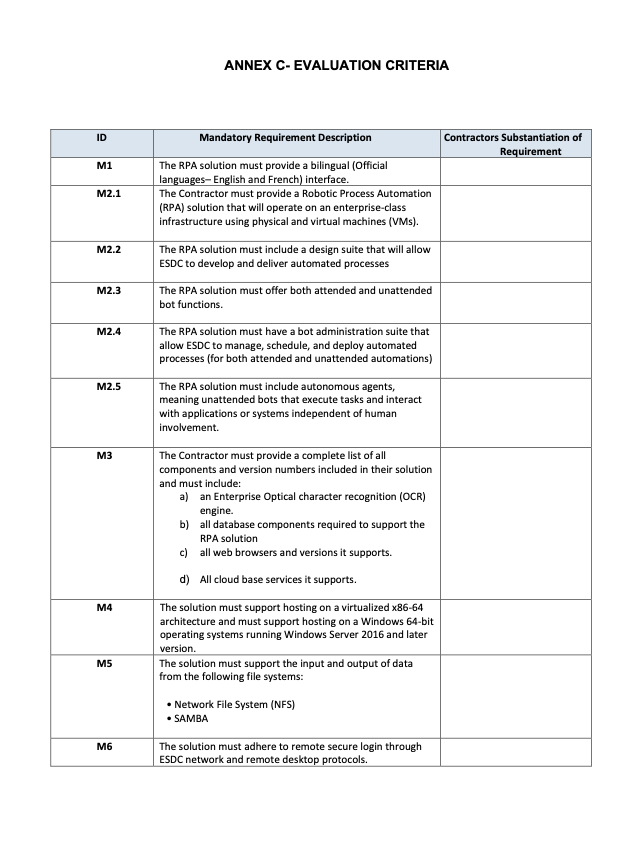 ANNEX C- EVALUATION CRITERIA
ID
Mandatory Requirement Description
Contractors Substantiation of
Requirement
M1
The RPA solution must provide a bilingual (Official
languages– English and French) interface.
M2.1
The Contractor must provide a Robotic Process Automation
(RPA) solution that will operate on an enterprise-class
infrastructure using physical and virtual machines (VMs).
M2.2
The RPA solution must include a design suite that will allow
ESDC to develop and deliver automated processes
M2.3
The RPA solution must offer both attended and unattended
bot functions.
M2.4
The RPA solution must have a bot administration suite that
allow ESDC to manage, schedule, and deploy automated
processes (for both attended and unattended automations)
M2.5
The RPA solution must include autonomous agents,
meaning unattended bots that execute tasks and interact
with applications or systems independent of human
involvement.
M3
The Contractor must provide a complete list of all
components and version numbers included in their solution
and must include:
a) an Enterprise Optical character recognition (OCR)
engine.
b) all database components required to support the
RPA solution
c) all web browsers and versions it supports.
d) All cloud base services it supports.
M4
The solution must support hosting on a virtualized x86-64
architecture and must support hosting on a Windows 64-bit
operating systems running Windows Server 2016 and later
version.
M5
The solution must support the input and output of data
from the following file systems:
• Network File System (NFS)
• SAMBA
M6
The solution must adhere to remote secure login through
ESDC network and remote desktop protocols.